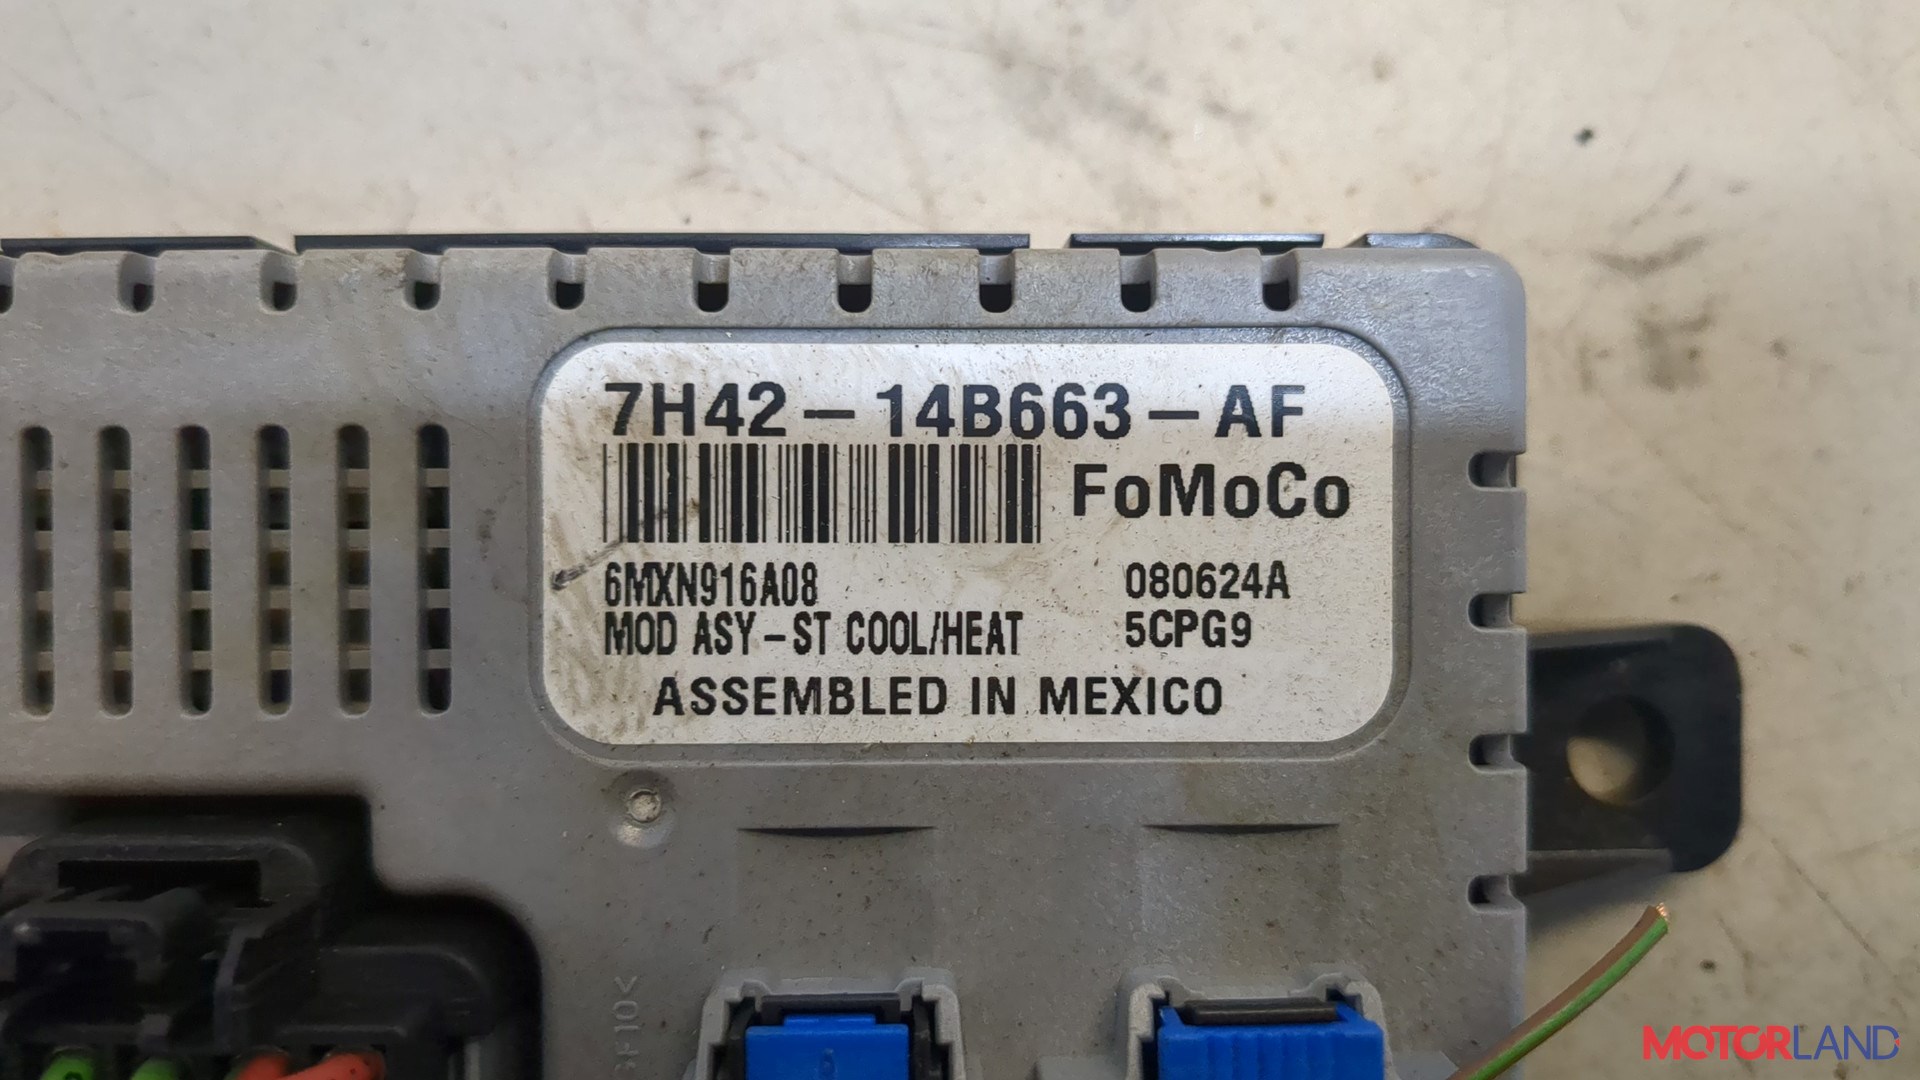 7H42-14B663-AF
FoMoCo
6MXN916A08 080624A
MOD ASY-ST COOL/HEAT 5CPG9
ASSEMBLED IN MEXICO
MOTORLAND